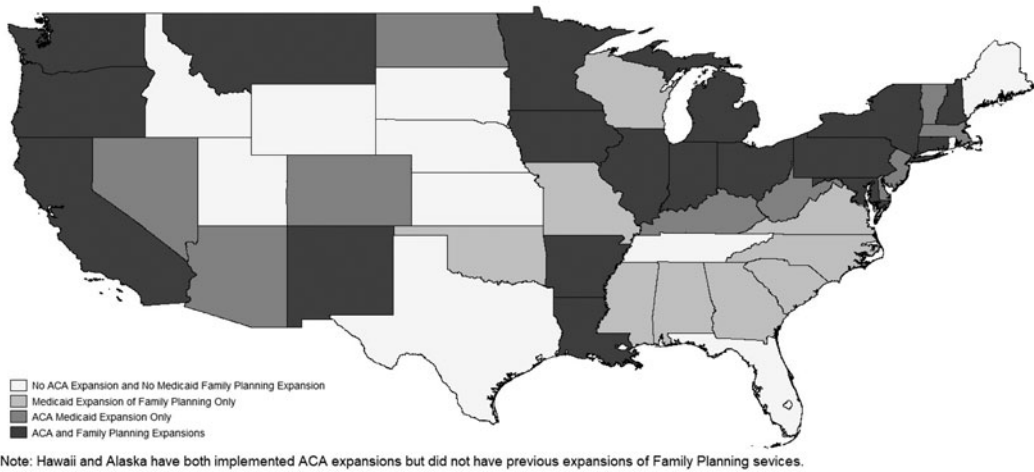 No ACA Expansion and No Medicaid Family Planning Expansion
Medicaid Expansion of Family Planning Only
ACA Medicaid Expansion Only
ACA and Family Planning Expansions
Note: Hawaii and Alaska have both implemented ACA expansions but did not have previous expansions of Family Planning sevices.